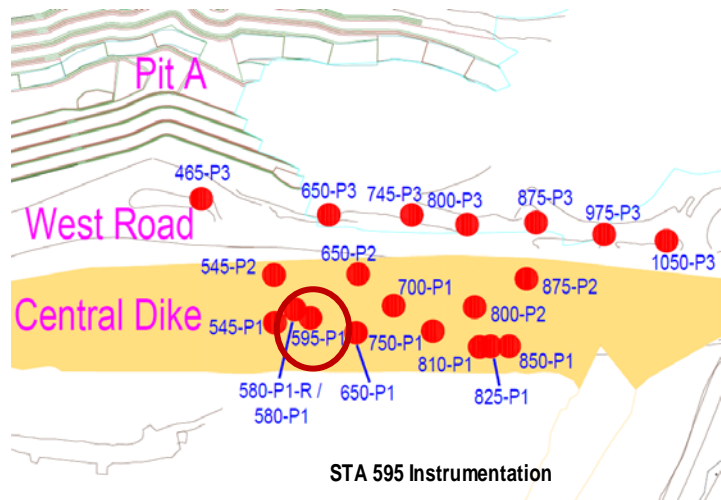 Pit A
465-P3
650-P3
745-P3
800-P3
875-P3
975-P3
1050-P3
West Road
545-P2
650-P2
700-P1
875-P2
Central Dike
545-P1
595-P1
750-P1
800-P2
580-P1-R /
580-P1
650-P1
810-P1
825-P1
850-P1
STA 595 Instrumentation